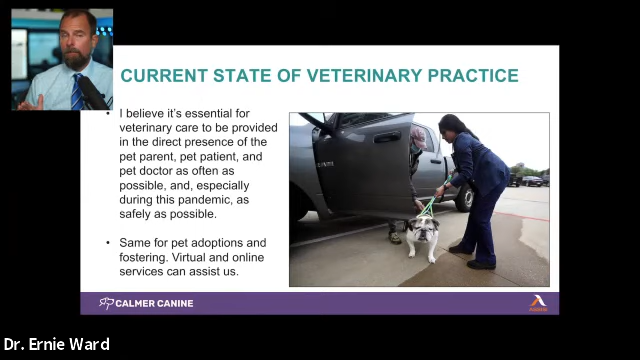 CURRENT STATE OF VETERINARY PRACTICE
• I believe it's essential for
veterinary care to be provided
in the direct presence of the
pet parent, pet patient, and
pet doctor as often as
possible, and, especially
during this pandemic, as
safely as possible.
• Same for pet adoptions and
fostering. Virtual and online
services can assist us.
CALMER CANINE
Dr. Ernie Ward